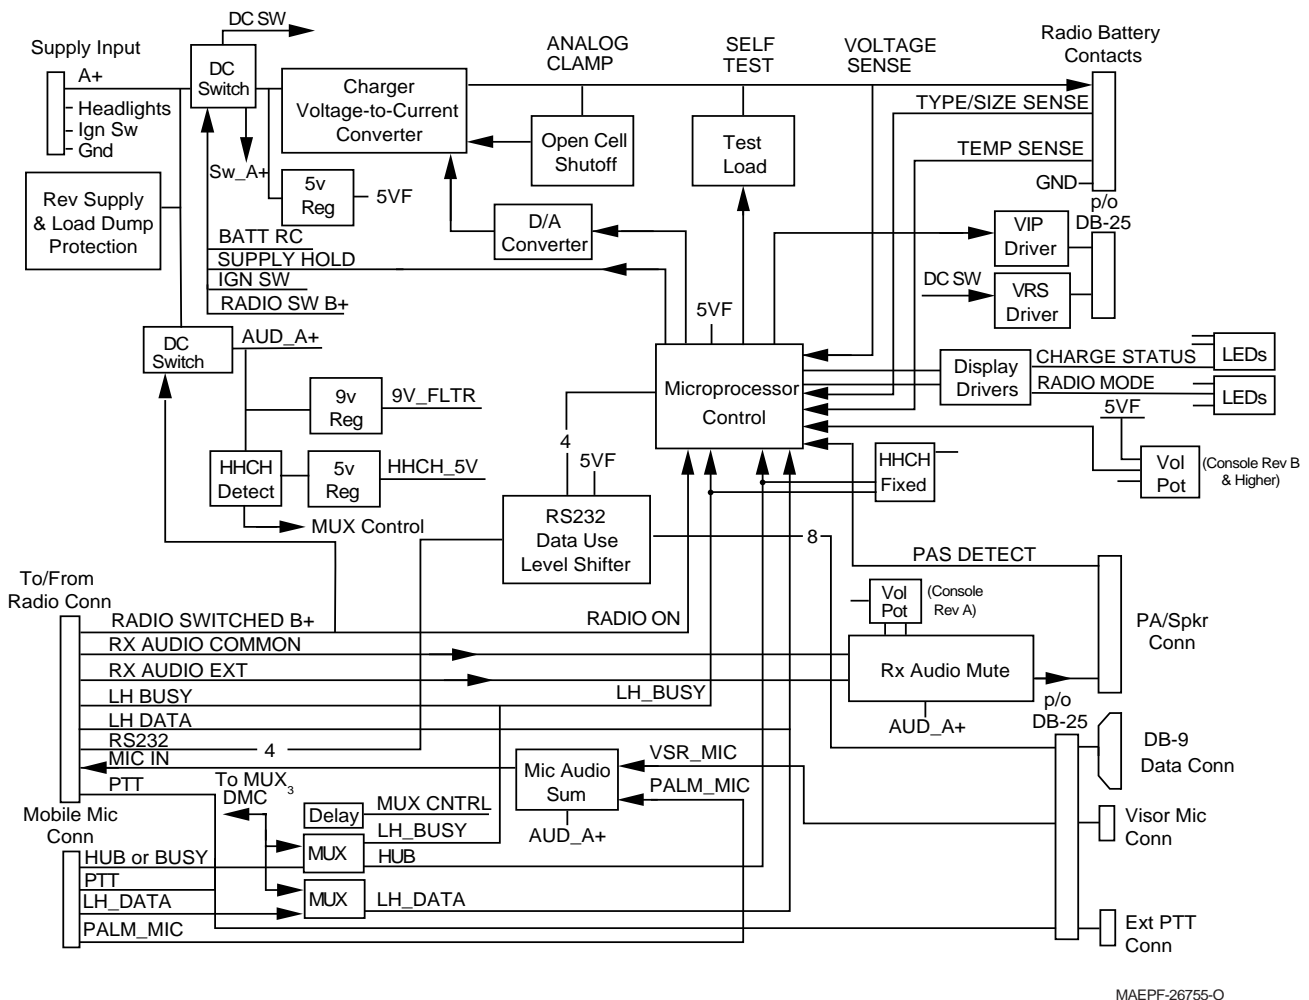 DC SW
Supply Input
A+
Headlights
Ign Sw
Gnd
DC
Switch
Sw_A+
Charger
Voltage-to-Current
Converter
ANALOG
CLAMP
SELF
TEST
VOLTAGE
SENSE
Radio Battery
Contacts
TYPE/SIZE SENSE
TEMP SENSE
GND
Open Cell
Shutoff
Test
Load
Rev Supply
& Load Dump
Protection
5v
Reg
5VF
D/A
Converter
p/o
DB-25
VIP
Driver
DC SW
VRS
Driver
BATT RC
SUPPLY HOLD
IGN SW
RADIO SW B+
DC
Switch
AUD_A+
5VF
Microprocessor
Control
Display
Drivers
CHARGE STATUS
LEDs
RADIO MODE
LEDs
9v
Reg
9V_FLTR
4
5VF
HHCH
Detect
5v
Reg
HHCH_5V
MUX Control
HHCH
Fixed
5VF
Vol
Pot
(Console Rev B
& Higher)
RS232
Data Use
Level Shifter
8
PAS DETECT
To/From
Radio Conn
RADIO SWITCHED B+
RADIO ON
RX AUDIO COMMON
RX AUDIO EXT
LH BUSY
LH_BUSY
LH DATA
RS232
4
MIC IN
PTT
Vol
Pot
(Console
Rev A)
Rx Audio Mute
AUD_A+
PA/Spkr
Conn
p/o
DB-25
DB-9
Data Conn
VSR_MIC
Mic Audio
Sum
PALM_MIC
AUD_A+
To MUX
3
DMC
Delay
MUX CNTRL
LH_BUSY
MUX
HUB
MUX
LH_DATA
Mobile Mic
Conn
HUB or BUSY
PTT
LH_DATA
PALM_MIC
Visor Mic
Conn
Ext PTT
Conn
MAEPF-26755-O